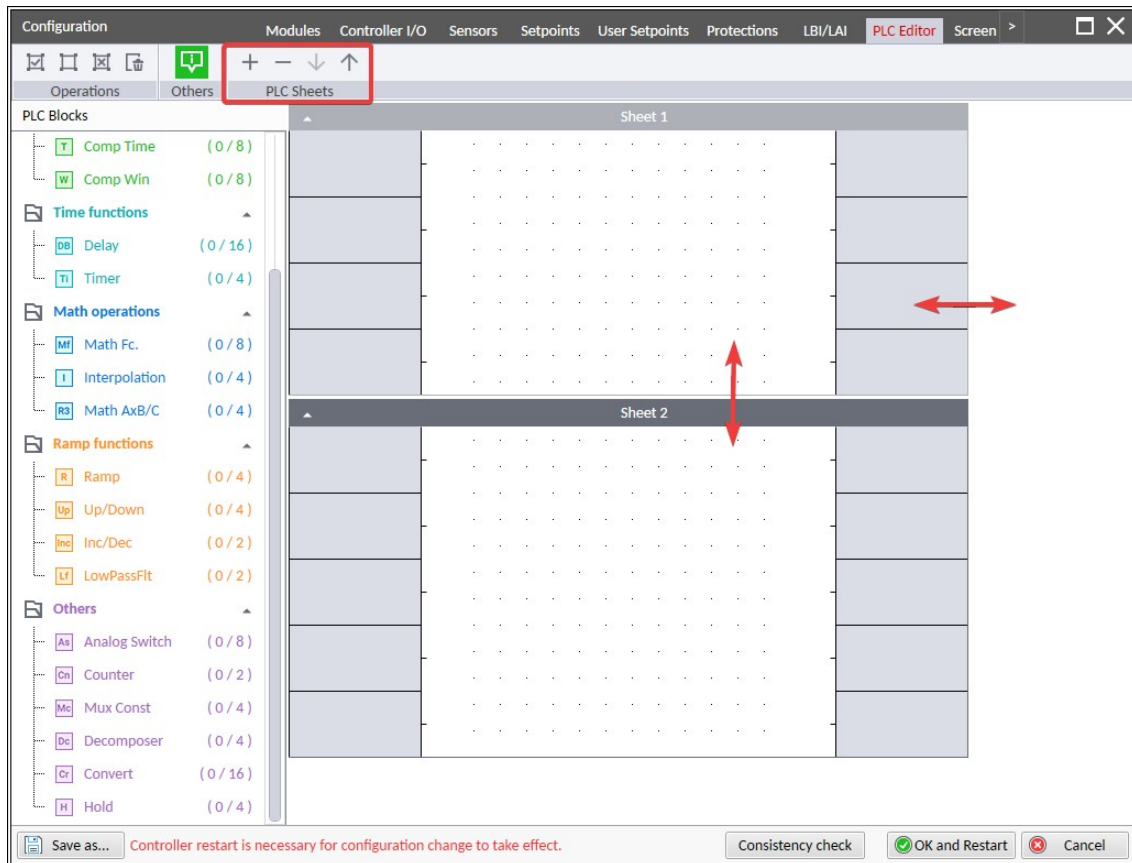 Configuration
Modules Controller I/O Sensors Setpoints User Setpoints Protections LBI/LAI PLC Editor Screen >
Operations Others PLC Sheets
PLC Blocks
Sheet 1
T Comp Time ( 0 / 8 )
W Comp Win ( 0 / 8 )
Time functions
DB Delay ( 0 / 16 )
Ti Timer ( 0 / 4 )
Math operations
Mf Math Fc. ( 0 / 8 )
I Interpolation ( 0 / 4 )
R3 Math AxB/C ( 0 / 4 )
Sheet 2
Ramp functions
R Ramp ( 0 / 4 )
Up Up/Down ( 0 / 4 )
Inc Inc/Dec ( 0 / 2 )
Lf LowPassFlt ( 0 / 2 )
Others
As Analog Switch ( 0 / 8 )
Cn Counter ( 0 / 2 )
Mc Mux Const ( 0 / 4 )
Dc Decomposer ( 0 / 4 )
Cr Convert ( 0 / 16 )
H Hold ( 0 / 4 )
Save as... Controller restart is necessary for configuration change to take effect. Consistency check OK and Restart Cancel